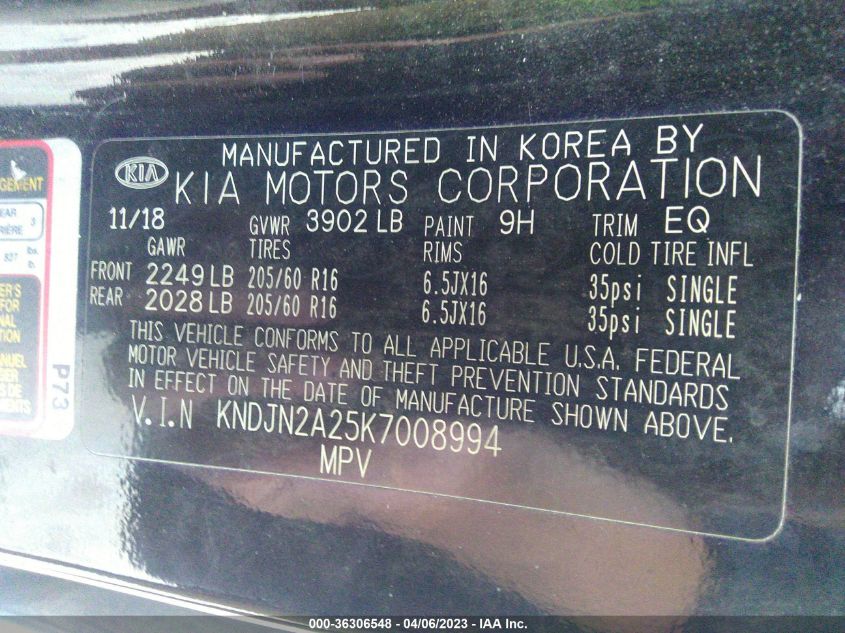 MANUFACTURED IN KOREA BY
KIA KIA MOTORS CORPORATION
11/18 GVWR 3902 LB PAINT 9H TRIM EQ
GAWR TIRES RIMS COLD TIRE INFL
FRONT 2249 LB 205/60 R16 6.5JX16 35psi SINGLE
REAR 2028 LB 205/60 R16 6.5JX16 35psi SINGLE
THIS VEHICLE CONFORMS TO ALL APPLICABLE U.S.A. FEDERAL
MOTOR VEHICLE SAFETY AND THEFT PREVENTION STANDARDS
IN EFFECT ON THE DATE OF MANUFACTURE SHOWN ABOVE.
V.I.N KNDJN2A25K7008994
MPV
3
827 lbs.
P73
000-36306548 - 04/06/2023 - IAA Inc.